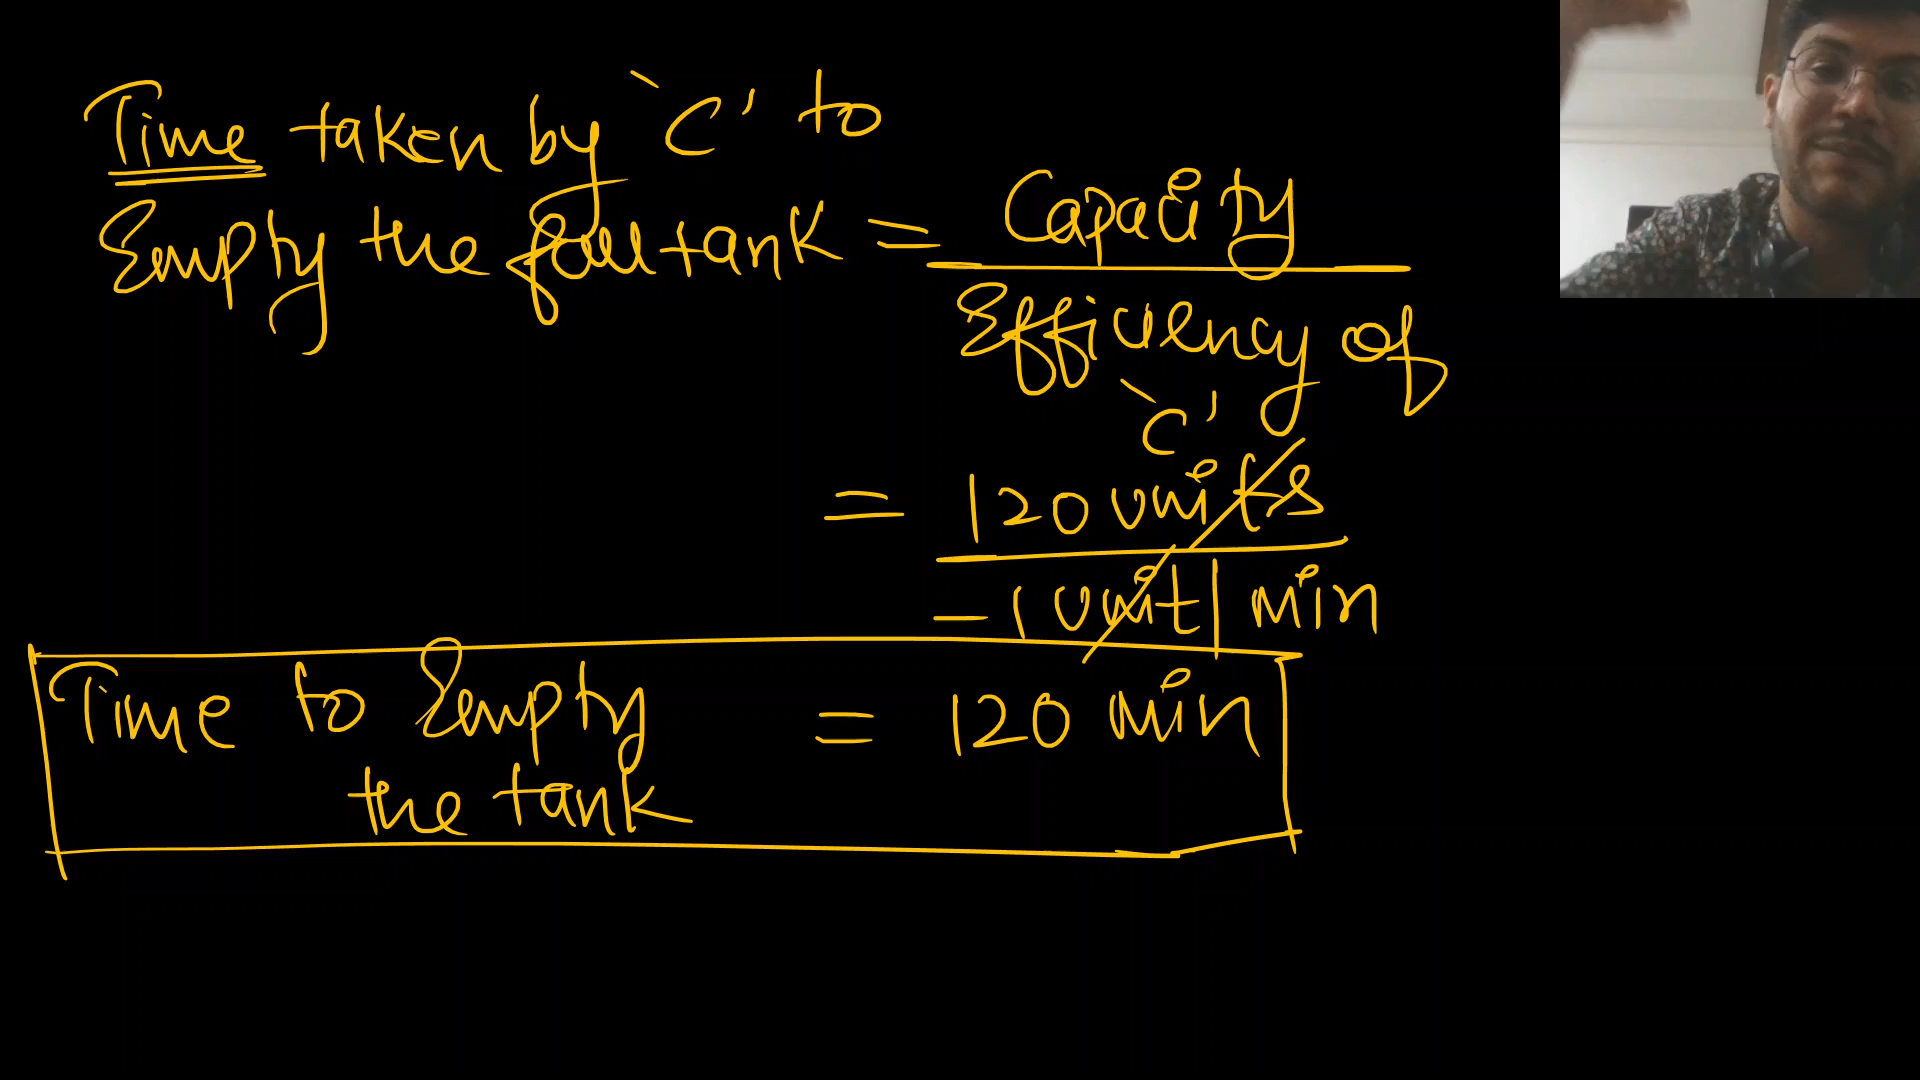 Time taken by 'C' to
Empty the full tank = Capacity
Efficiency of
'C'
= 120 units
- 1 unit | min
Time to Empty = 120 min
the tank